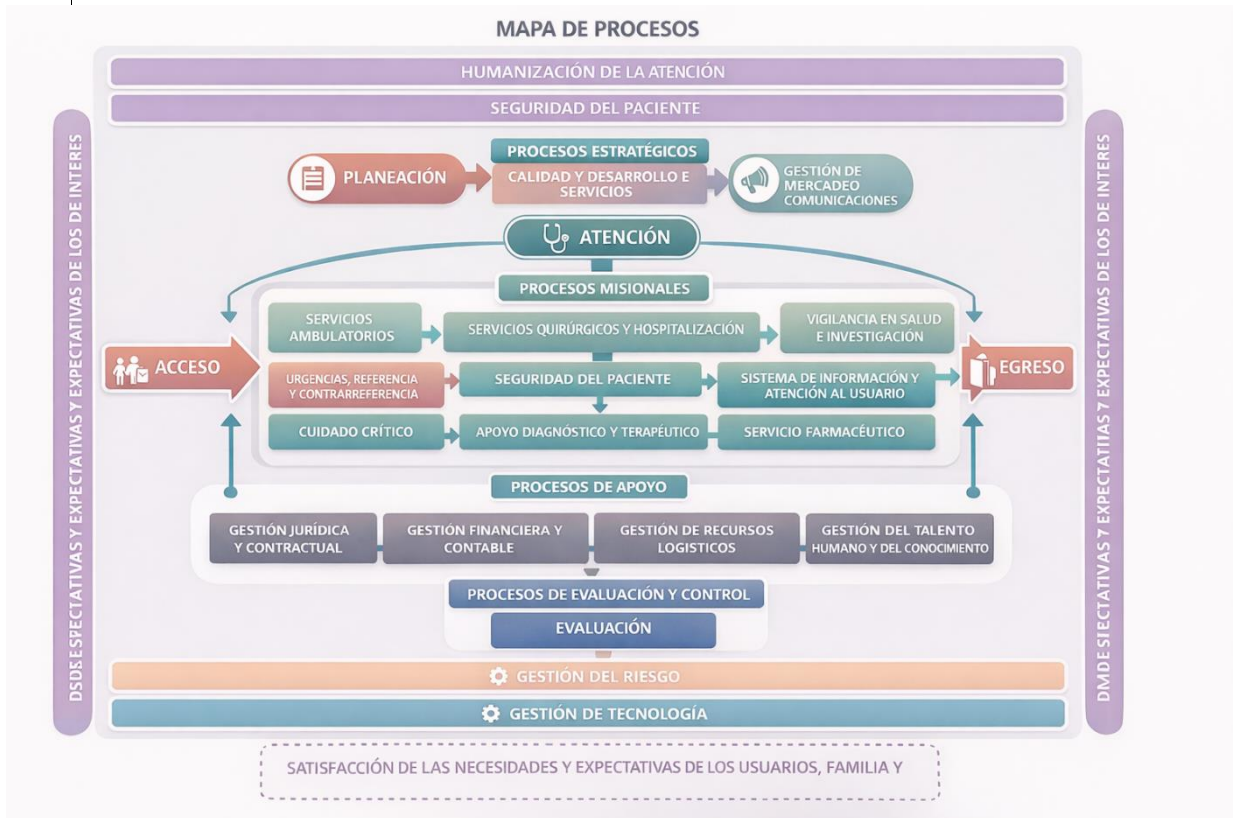 MAPA DE PROCESOS
HUMANIZACIÓN DE LA ATENCIÓN
SEGURIDAD DEL PACIENTE
PROCESOS ESTRATÉGICOS
PLANEACIÓN
CALIDAD Y DESARROLLO E
SERVICIOS
GESTIÓN DE
MERCADEO
COMUNICACIONES
ATENCIÓN
PROCESOS MISIONALES
SERVICIOS
AMBULATORIOS
SERVICIOS QUIRÚRGICOS Y HOSPITALIZACIÓN
VIGILANCIA EN SALUD
E INVESTIGACIÓN
ACCESO
URGENCIAS, REFERENCIA
Y CONTRARREFERENCIA
SEGURIDAD DEL PACIENTE
SISTEMA DE INFORMACIÓN Y
ATENCIÓN AL USUARIO
EGRESO
CUIDADO CRÍTICO
APOYO DIAGNÓSTICO Y TERAPÉUTICO
SERVICIO FARMACÉUTICO
PROCESOS DE APOYO
GESTIÓN JURÍDICA
Y CONTRACTUAL
GESTIÓN FINANCIERA Y
CONTABLE
GESTIÓN DE RECURSOS
LOGISTICOS
GESTIÓN DEL TALENTO
HUMANO Y DEL CONOCIMIENTO
PROCESOS DE EVALUACIÓN Y CONTROL
EVALUACIÓN
GESTIÓN DEL RIESGO
GESTIÓN DE TECNOLOGÍA
SATISFACCIÓN DE LAS NECESIDADES Y EXPECTATIVAS DE LOS USUARIOS, FAMILIA Y
Y EXPECTATIVAS Y EXPECTATIVAS DE LOS DE INTERES
EXPECTATIVAS DE LOS DE INTERES